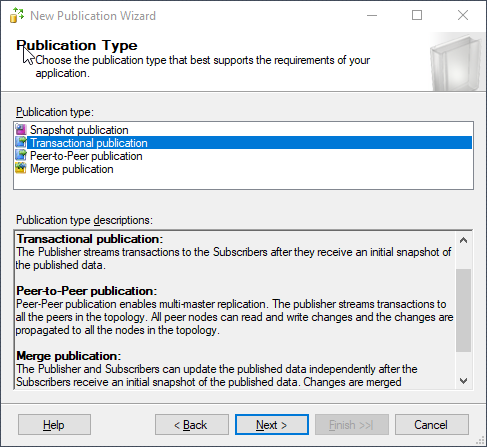 New Publication Wizard
Publication Type
Choose the publication type that best supports the requirements of your
application.
Publication type:
Snapshot publication
Transactional publication
Peer-to-Peer publication
Merge publication
Publication type descriptions:
Transactional publication:
The Publisher streams transactions to the Subscribers after they receive an initial snapshot of
the published data.
Peer-to-Peer publication:
Peer-Peer publication enables multi-master replication. The publisher streams transactions to
all the peers in the topology. All peer nodes can read and write changes and the changes are
propagated to all the nodes in the topology.
Merge publication:
The Publisher and Subscribers can update the published data independently after the
Subscribers receive an initial snapshot of the published data. Changes are merged
Help
< Back
Next >
Finish >>|
Cancel